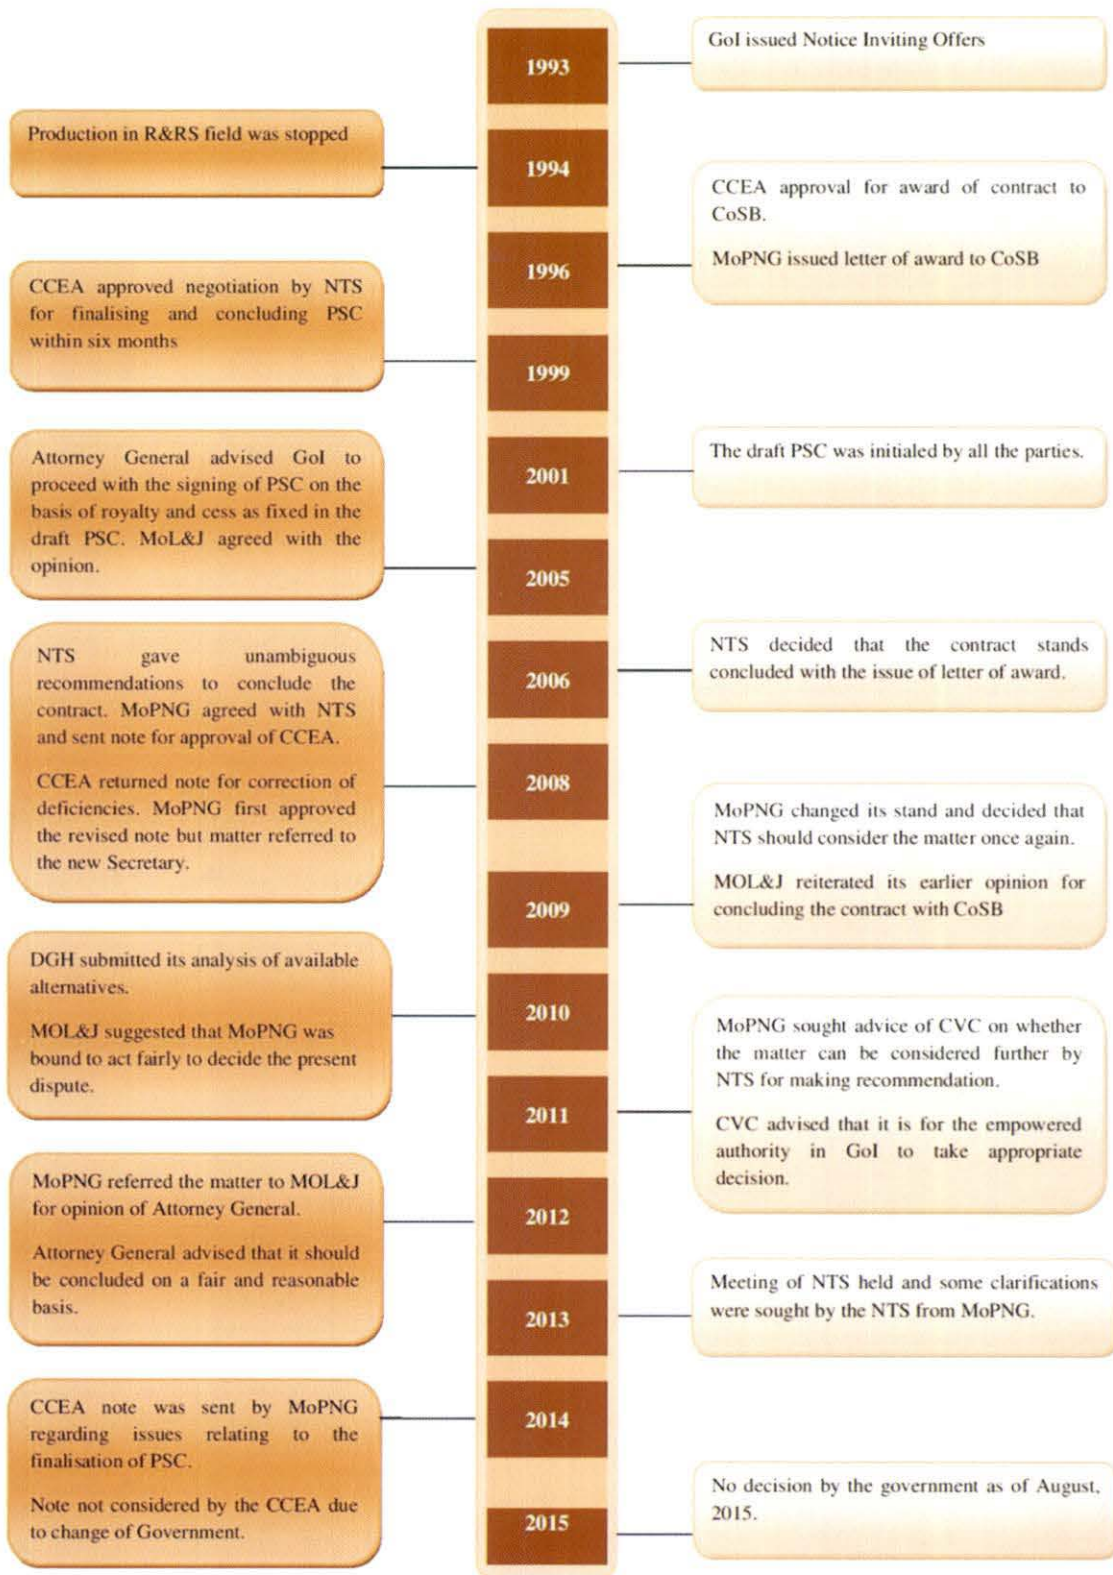 1993
GoI issued Notice Inviting Offers
Production in R&RS field was stopped
1994
CCEA approval for award of contract to
CoSB.
MoPNG issued letter of award to CoSB
1996
CCEA approved negotiation by NTS
for finalising and concluding PSC
within six months
1999
The draft PSC was initialed by all the parties.
2001
Attorney General advised GoI to
proceed with the signing of PSC on the
basis of royalty and cess as fixed in the
draft PSC. MoL&J agreed with the
opinion.
2005
NTS decided that the contract stands
concluded with the issue of letter of award.
2006
NTS gave unambiguous
recommendations to conclude the
contract. MoPNG agreed with NTS
and sent note for approval of CCEA.
CCEA returned note for correction of
deficiencies. MoPNG first approved
the revised note but matter referred to
the new Secretary.
2008
MoPNG changed its stand and decided that
NTS should consider the matter once again.
MOL&J reiterated its earlier opinion for
concluding the contract with CoSB
2009
DGH submitted its analysis of available
alternatives.
MOL&J suggested that MoPNG was
bound to act fairly to decide the present
dispute.
2010
MoPNG sought advice of CVC on whether
the matter can be considered further by
NTS for making recommendation.
CVC advised that it is for the empowered
authority in GoI to take appropriate
decision.
2011
MoPNG referred the matter to MOL&J
for opinion of Attorney General.
Attorney General advised that it should
be concluded on a fair and reasonable
basis.
2012
Meeting of NTS held and some clarifications
were sought by the NTS from MoPNG.
2013
CCEA note was sent by MoPNG
regarding issues relating to the
finalisation of PSC.
Note not considered by the CCEA due
to change of Government.
2014
No decision by the government as of August,
2015.
2015